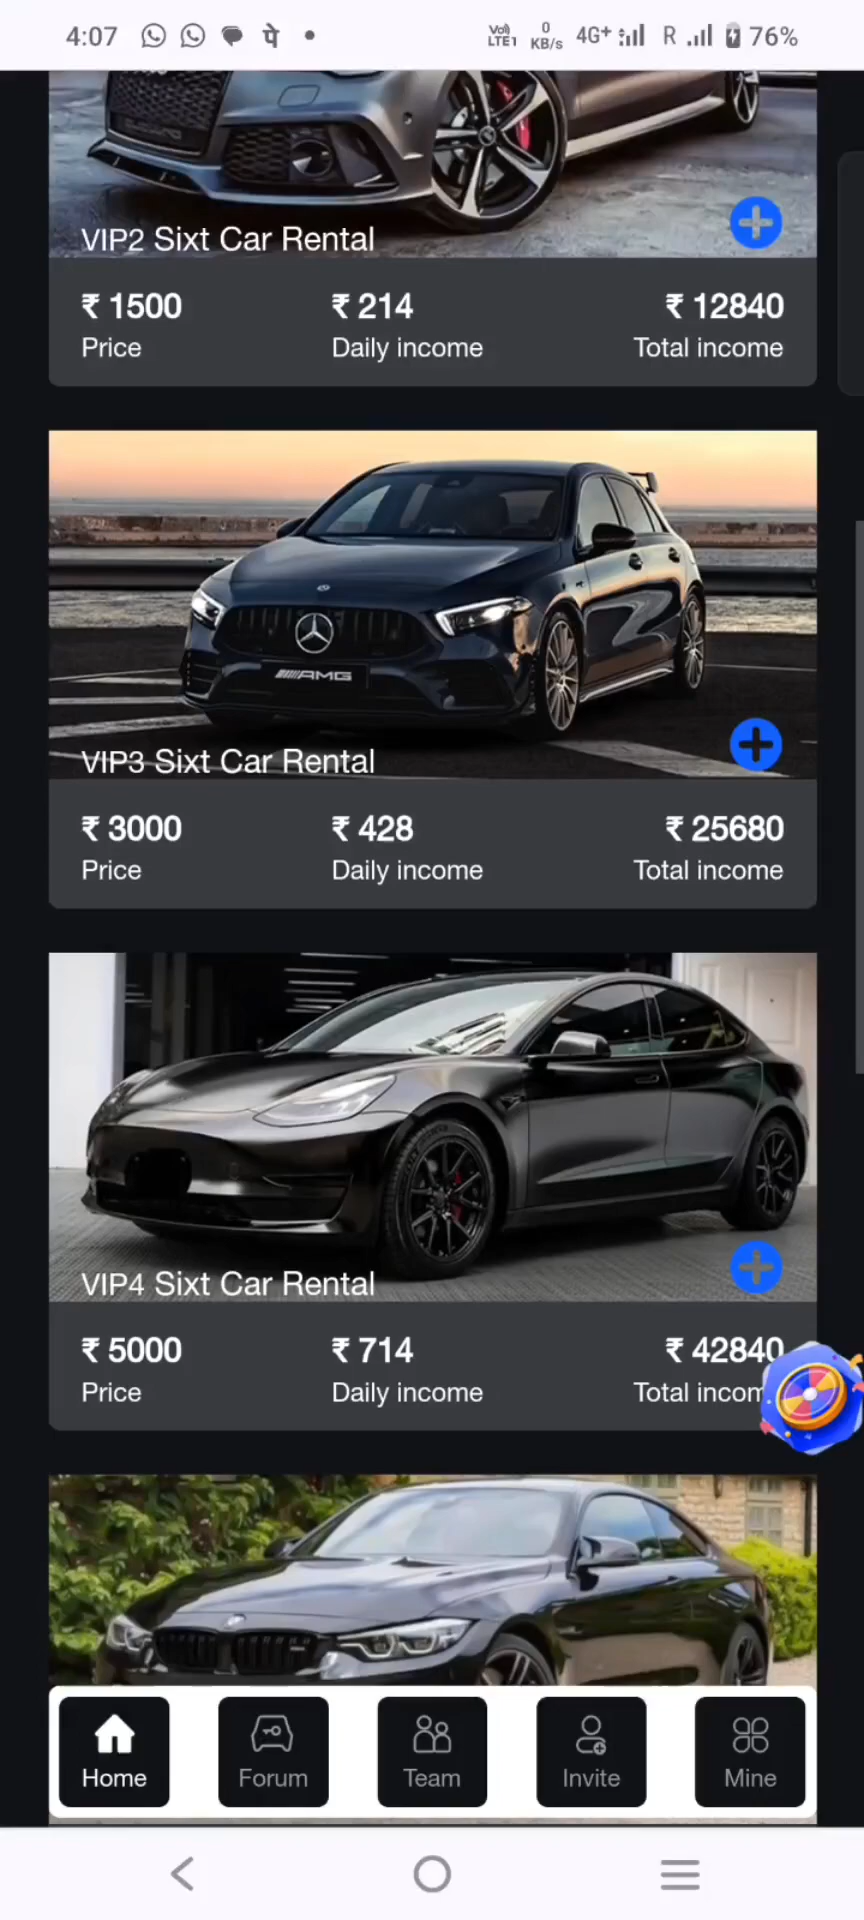 4:07
Vo))
LTE1
0
KB/s
4G+
R
76%
VIP2 Sixt Car Rental
₹ 1500
₹ 214
₹ 12840
Price
Daily income
Total income
AMG
VIP3 Sixt Car Rental
₹ 3000
₹ 428
₹ 25680
Price
Daily income
Total income
VIP4 Sixt Car Rental
₹ 5000
₹ 714
₹ 42840
Price
Daily income
Total incom
Home
Forum
Team
Invite
Mine